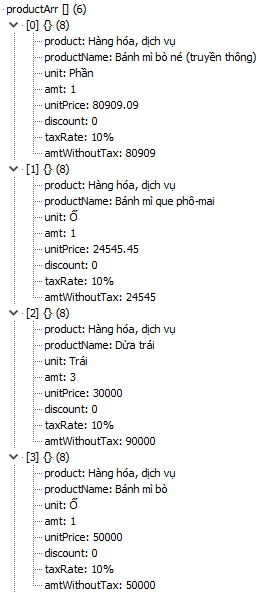 productArr [] (6)
[0] {} (8)
product: Hàng hóa, dịch vụ
productName: Bánh mì bò né (truyền thông)
unit: Phần
amt: 1
unitPrice: 80909.09
discount: 0
taxRate: 10%
amtWithoutTax: 80909
[1] {} (8)
product: Hàng hóa, dịch vụ
productName: Bánh mì que phô-mai
unit: Ổ
amt: 1
unitPrice: 24545.45
discount: 0
taxRate: 10%
amtWithoutTax: 24545
[2] {} (8)
product: Hàng hóa, dịch vụ
productName: Dừa trái
unit: Trái
amt: 3
unitPrice: 30000
discount: 0
taxRate: 10%
amtWithoutTax: 90000
[3] {} (8)
product: Hàng hóa, dịch vụ
productName: Bánh mì bò
unit: Ổ
amt: 1
unitPrice: 50000
discount: 0
taxRate: 10%
amtWithoutTax: 50000